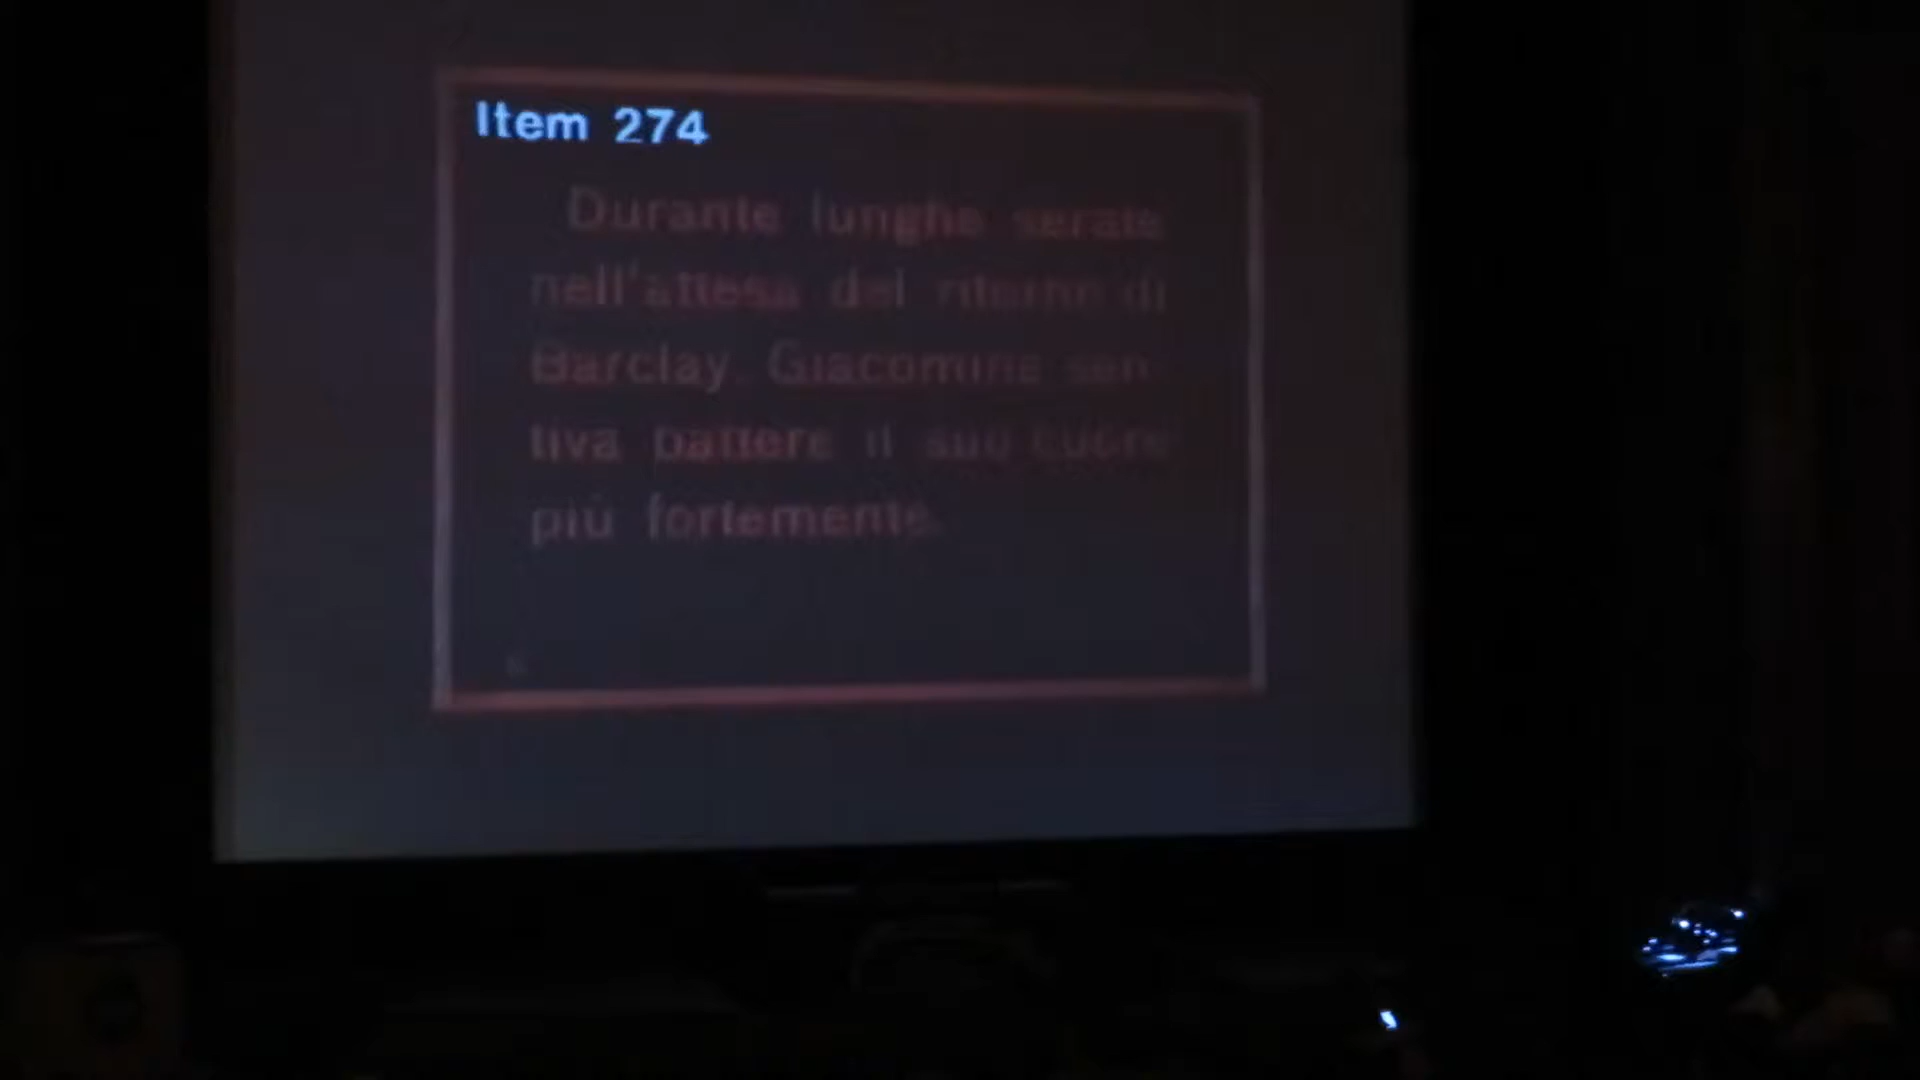 Item 274
Durante lunghe serate
nell'attesa del ritorno di
Barclay, Giacomina sen-
tiva battere il suo cuore
più fortemente.